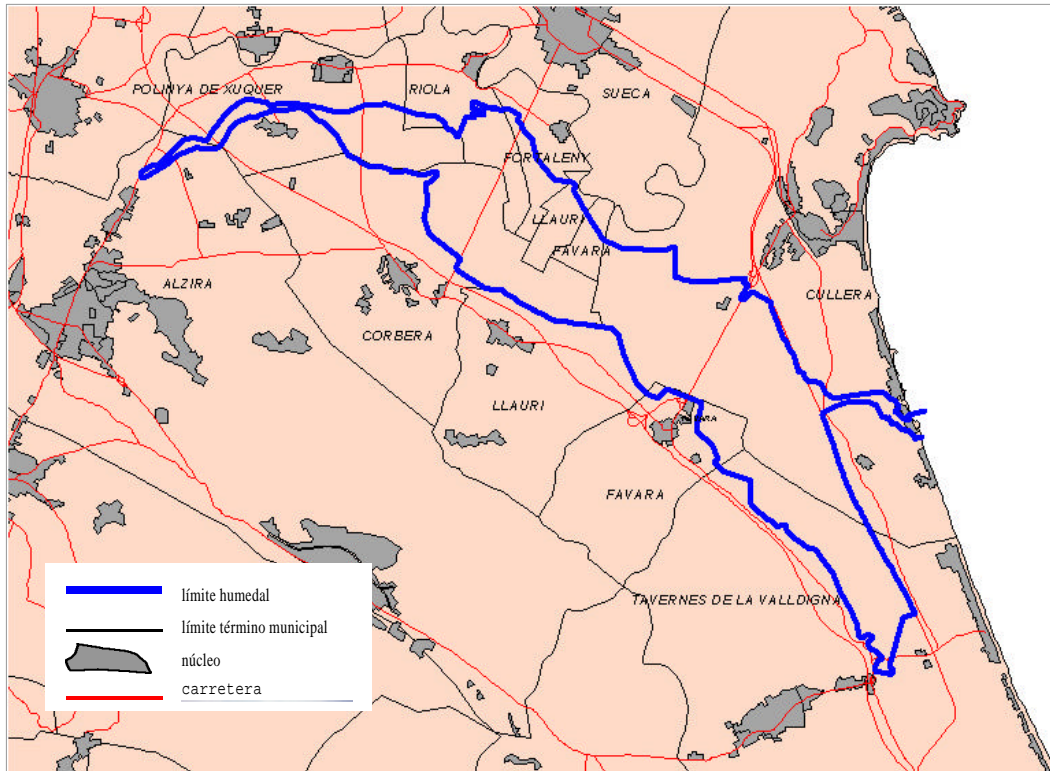 POLINYA DE XUQUER
RIOLA
SUECA
FORTALENY
LLAURI
FAVARA
ALZIRA
CULLERA
CORBERA
LLAURI
FAVARA
TAVERNES DE LA VALLDIGNA
límite humedal
límite término municipal
núcleo
carretera